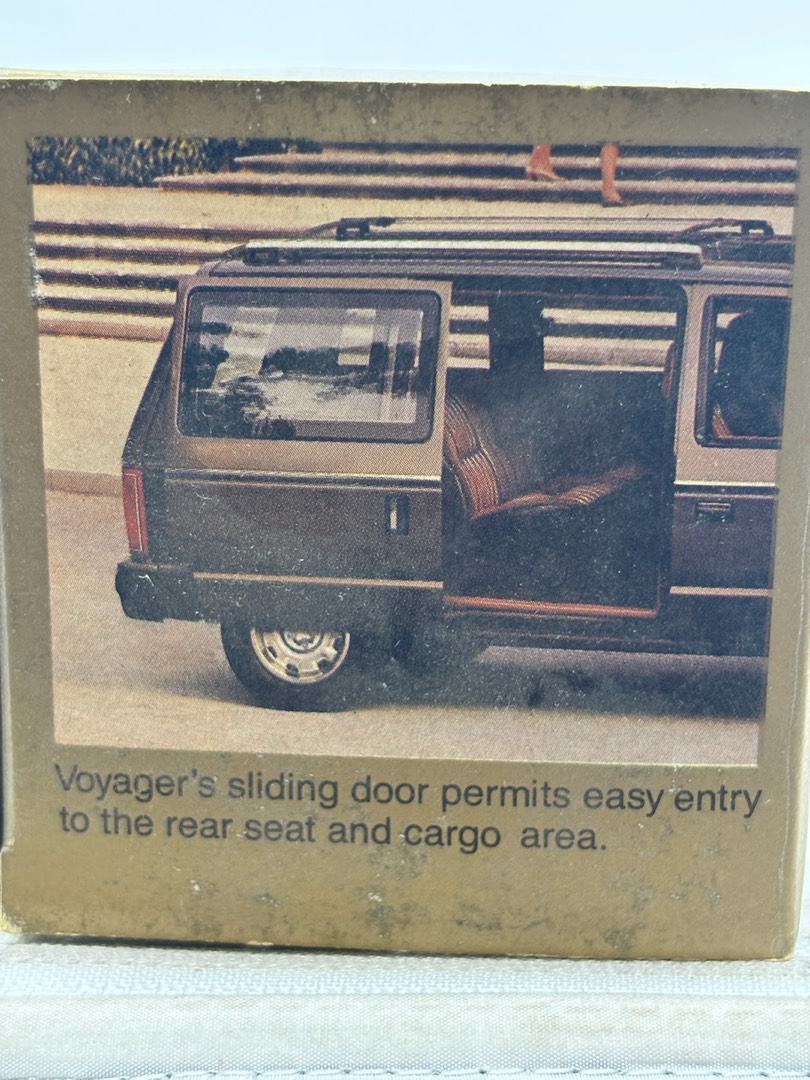 Voyager's sliding door permits easy entry
to the rear seat and cargo area.